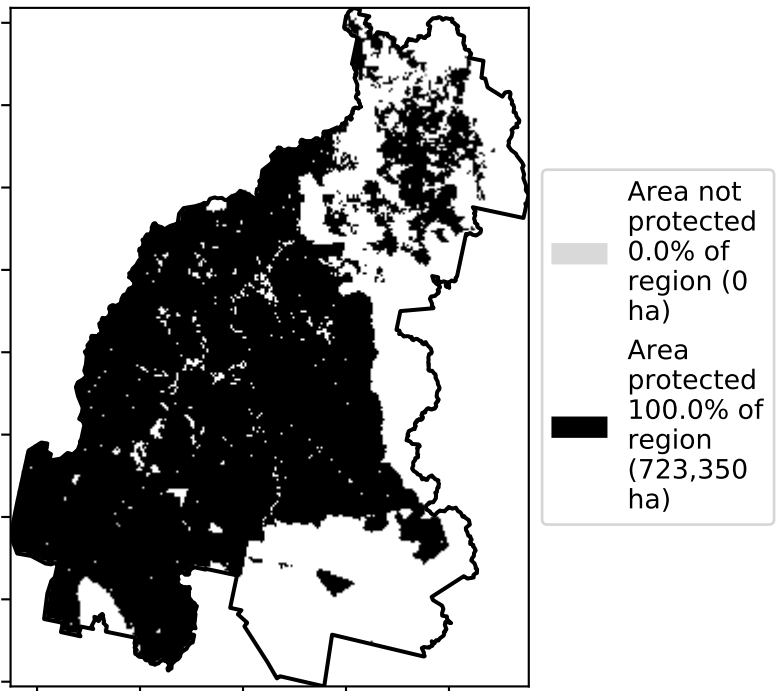 Area not
protected
0.0% of
region (0
ha)
Area
protected
100.0% of
region
(723,350
ha)